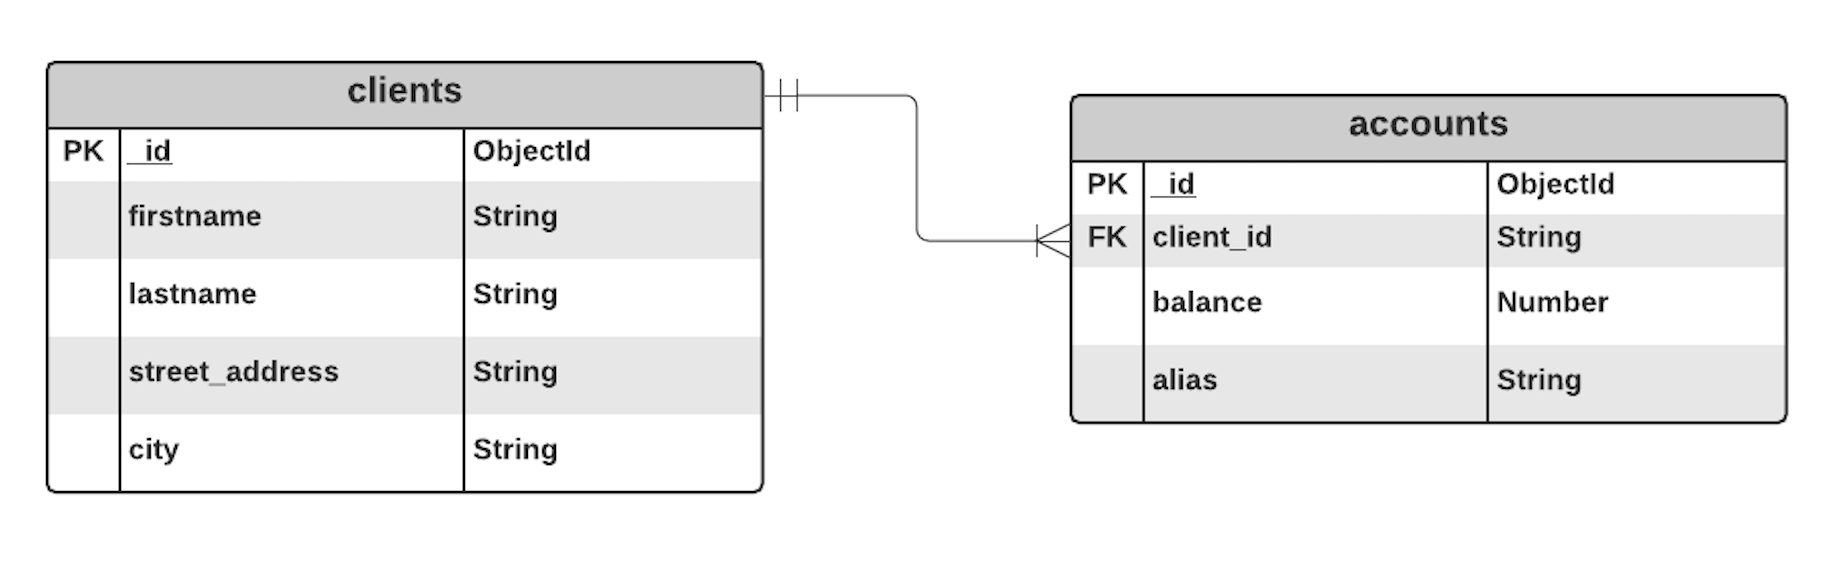 clients
PK _id ObjectId
firstname String
lastname String
street_address String
city String
accounts
PK _id ObjectId
FK client_id String
balance Number
alias String